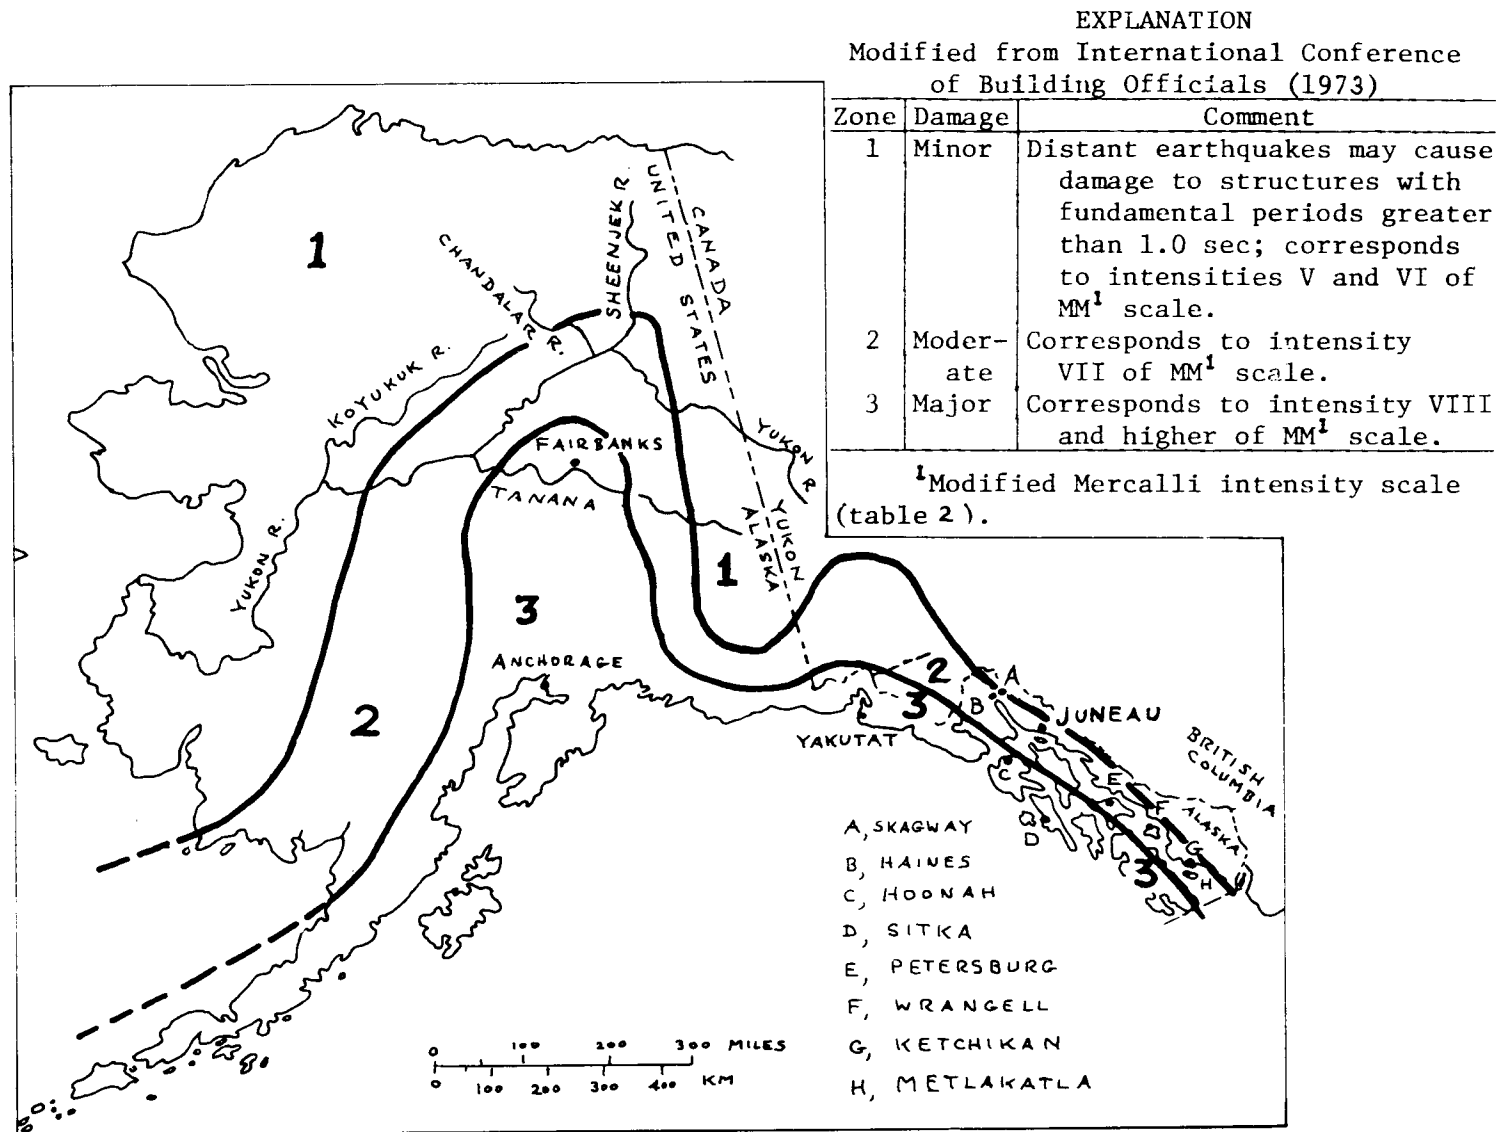 EXPLANATION
Modified from International Conference
of Building Officials (1973)
Zone Damage Comment
1 Minor Distant earthquakes may cause
damage to structures with
fundamental periods greater
than 1.0 sec; corresponds
to intensities V and VI of
MM¹ scale.
2 Moder- Corresponds to intensity
ate VII of MM¹ scale.
3 Major Corresponds to intensity VIII
and higher of MM¹ scale.
¹Modified Mercalli intensity scale
(table 2).
1
CHANDALAR R.
SHEENJEK R.
UNITED STATES
CANADA
KOYUKUK R.
YUKON R.
FAIRBANKS
TANANA
YUKON R.
YUKON
ALASKA
1
3
ANCHORAGE
2
2
3
A
B
JUNEAU
YAKUTAT
C
BRITISH
COLUMBIA
E
F
ALASKA
D
G
3
H
A, SKAGWAY
B, HAINES
C, HOONAH
D, SITKA
E, PETERSBURG
F, WRANGELL
G, KETCHIKAN
H, METLAKATLA
0 100 200 300 MILES
0 100 200 300 400 KM